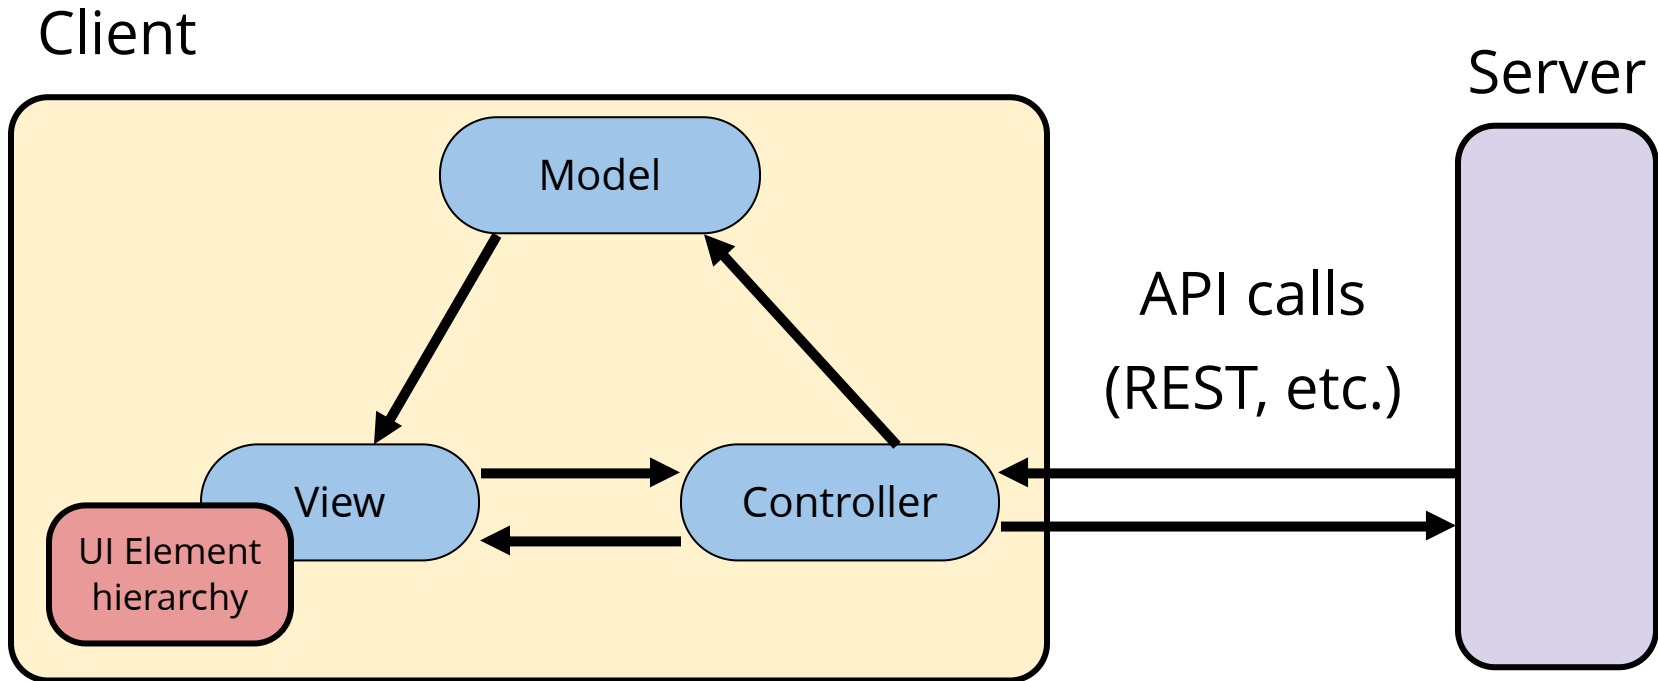 Client
Server
Model
API calls
(REST, etc.)
View
Controller
UI Element
hierarchy